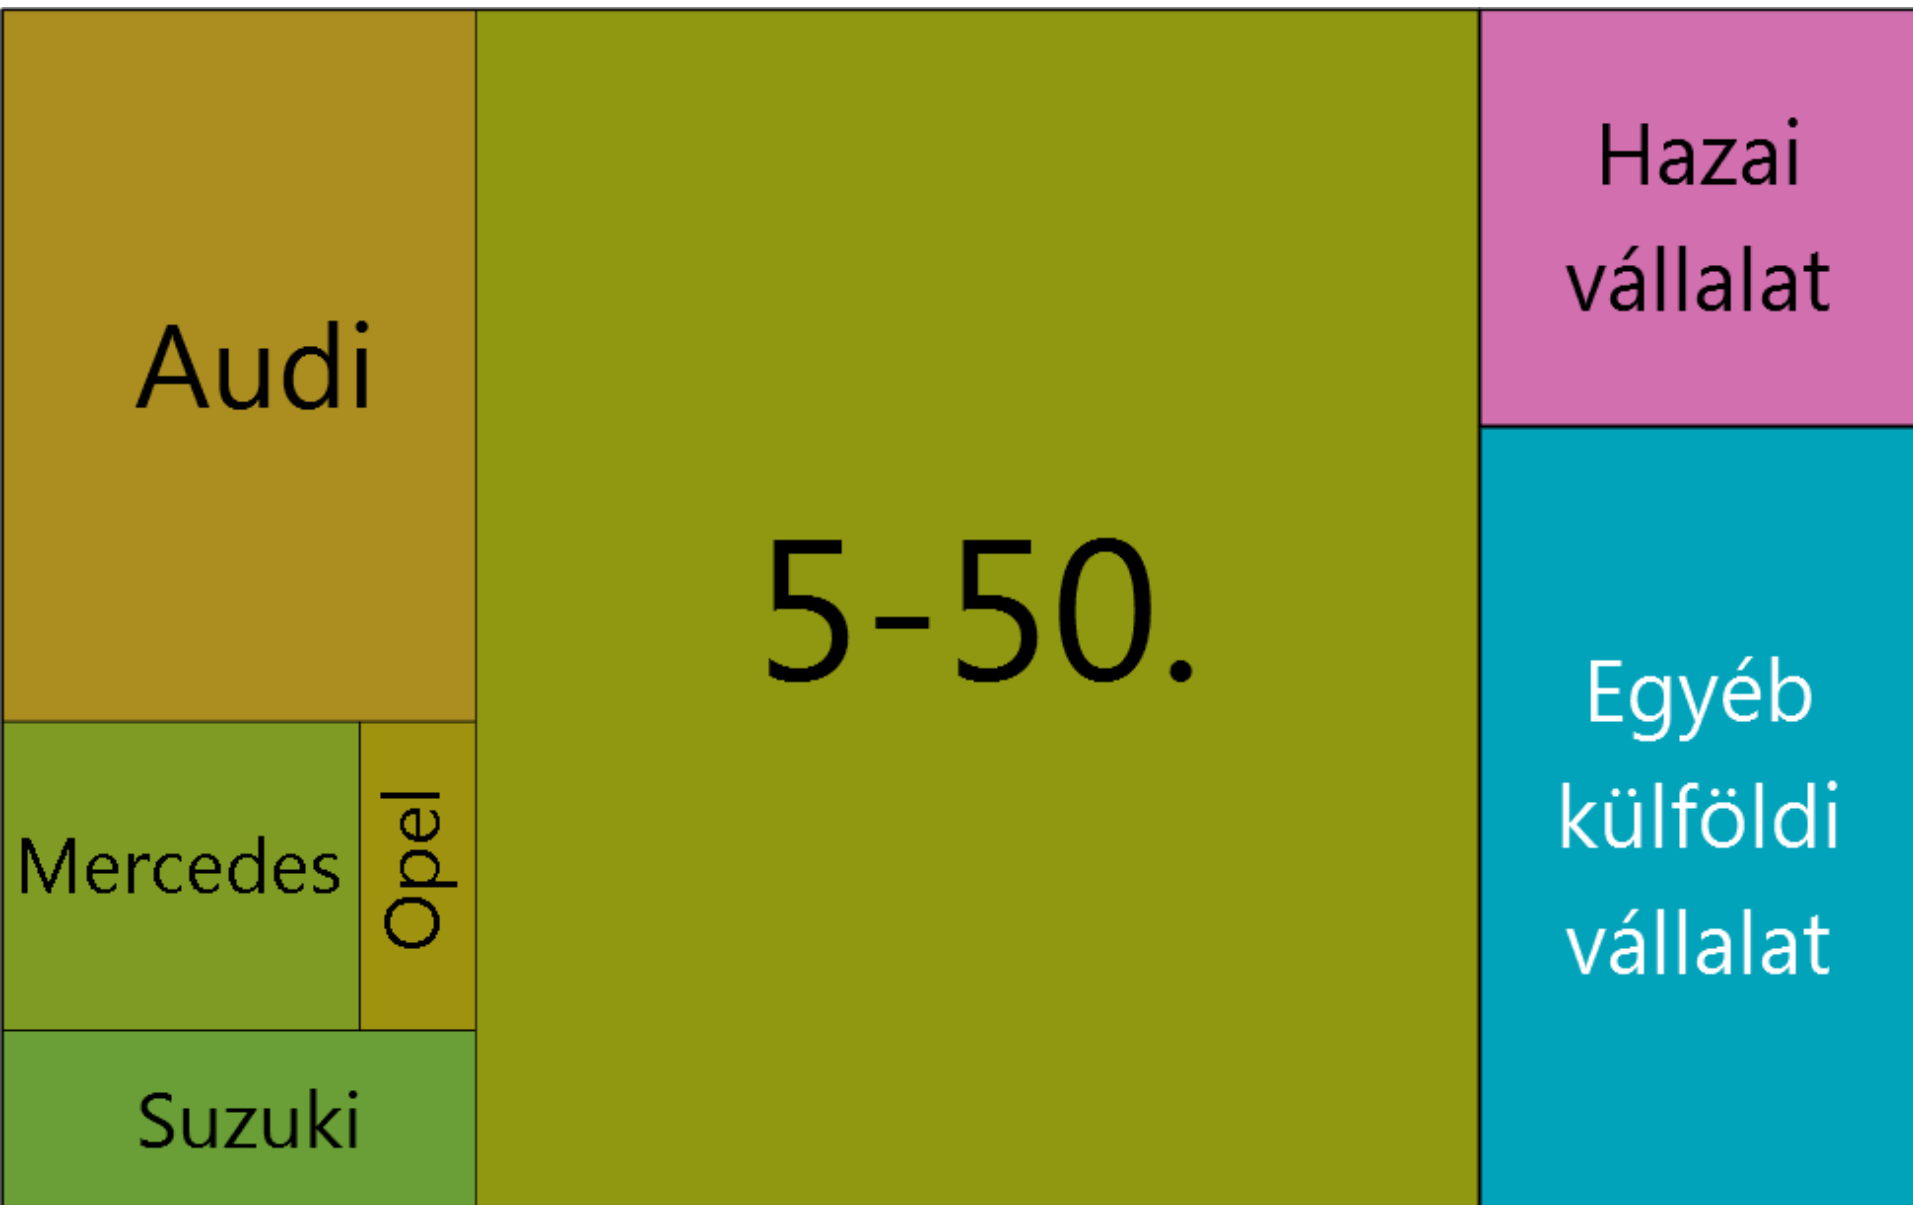 Audi
Mercedes
Opel
Suzuki
5-50.
Hazai
vállalat
Egyéb
külföldi
vállalat